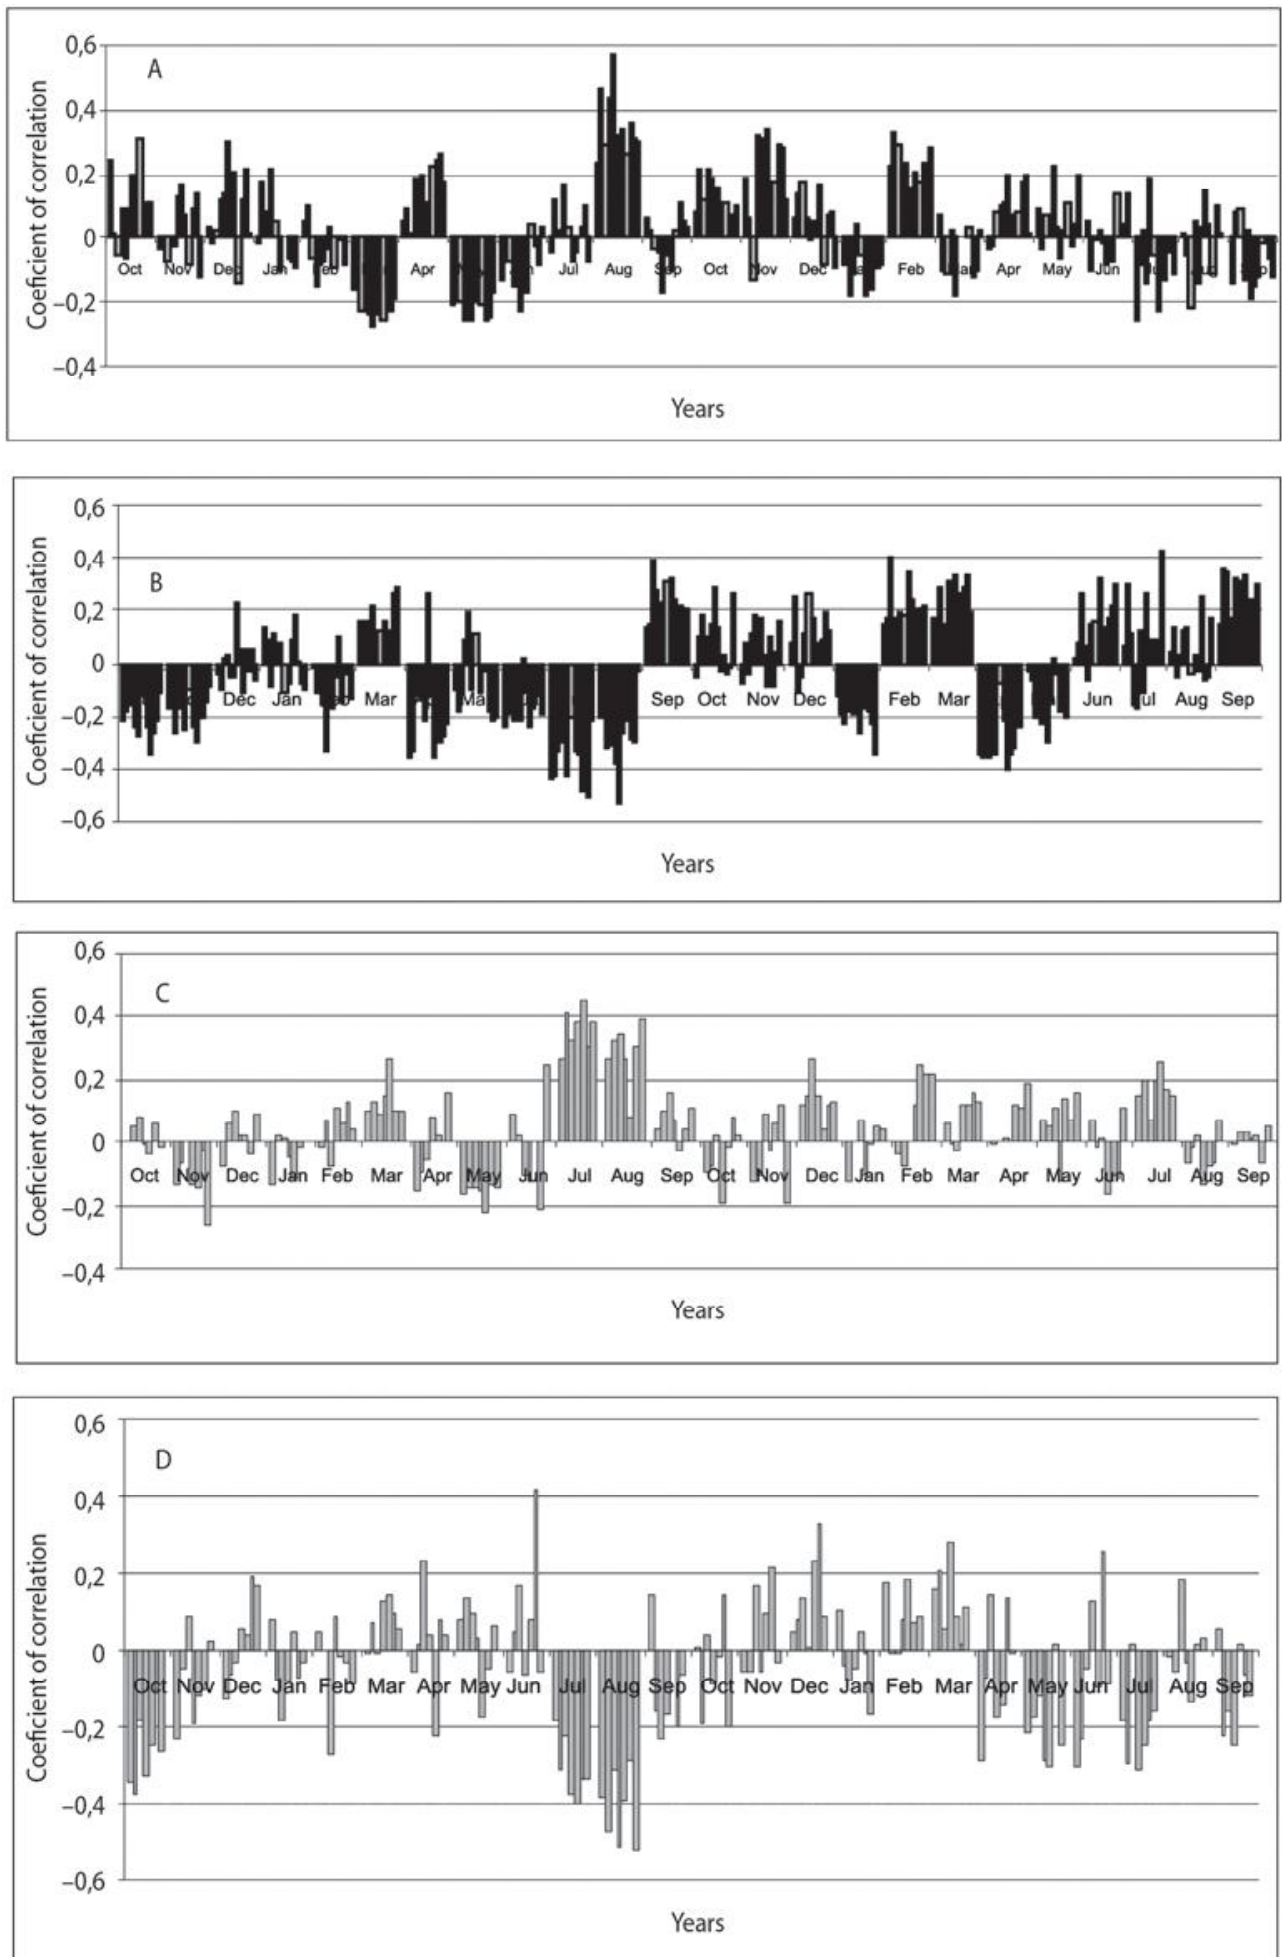 0,6
A
0,4
0,2
0
−0,2
−0,4
Coeficient of correlation
Oct Nov Dec Jan Feb Apr Jul Aug Sep Oct Nov Dec Feb Mar Apr May Jun Jul Aug Sep
Years
0,6
B
0,4
0,2
0
−0,2
−0,4
−0,6
Coeficient of correlation
Dec Jan Mar Sep Oct Nov Dec Feb Mar Jun Jul Aug Sep
Years
0,6
C
0,4
0,2
0
−0,2
−0,4
Coeficient of correlation
Oct Nov Dec Jan Feb Mar Apr May Jun Jul Aug Sep Oct Nov Dec Jan Feb Mar Apr May Jun Jul Aug Sep
Years
0,6
D
0,4
0,2
0
−0,2
−0,4
−0,6
Coeficient of correlation
Oct Nov Dec Jan Feb Mar Apr May Jun Jul Aug Sep Oct Nov Dec Jan Feb Mar Apr May Jun Jul Aug Sep
Years